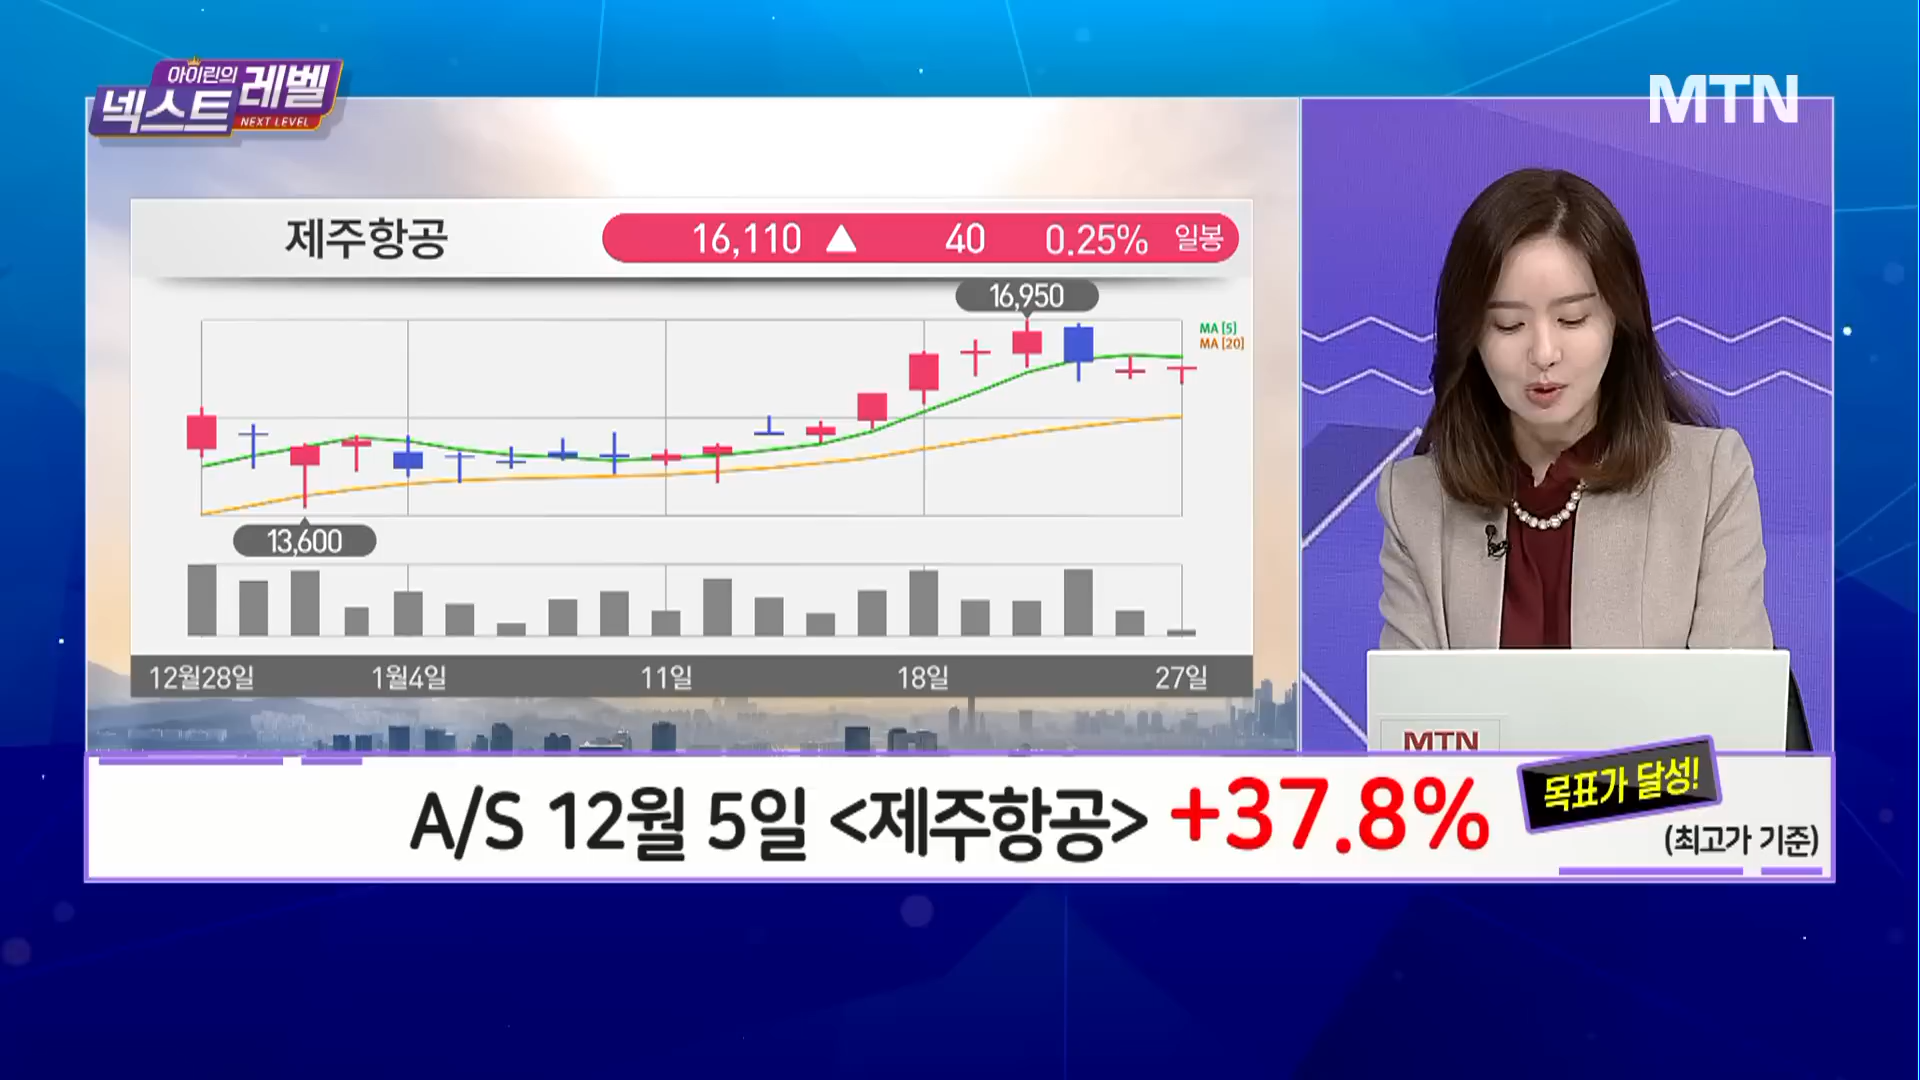 아이린의
넥스트 레벨
NEXT LEVEL
MTN
제주항공 16,110 ▲ 40 0.25% 일봉
16,950
MA [5]
MA [20]
13,600
12월28일 1월4일 11일 18일 27일
MTN
A/S 12월 5일 <제주항공> +37.8% 목표가 달성!
(최고가 기준)